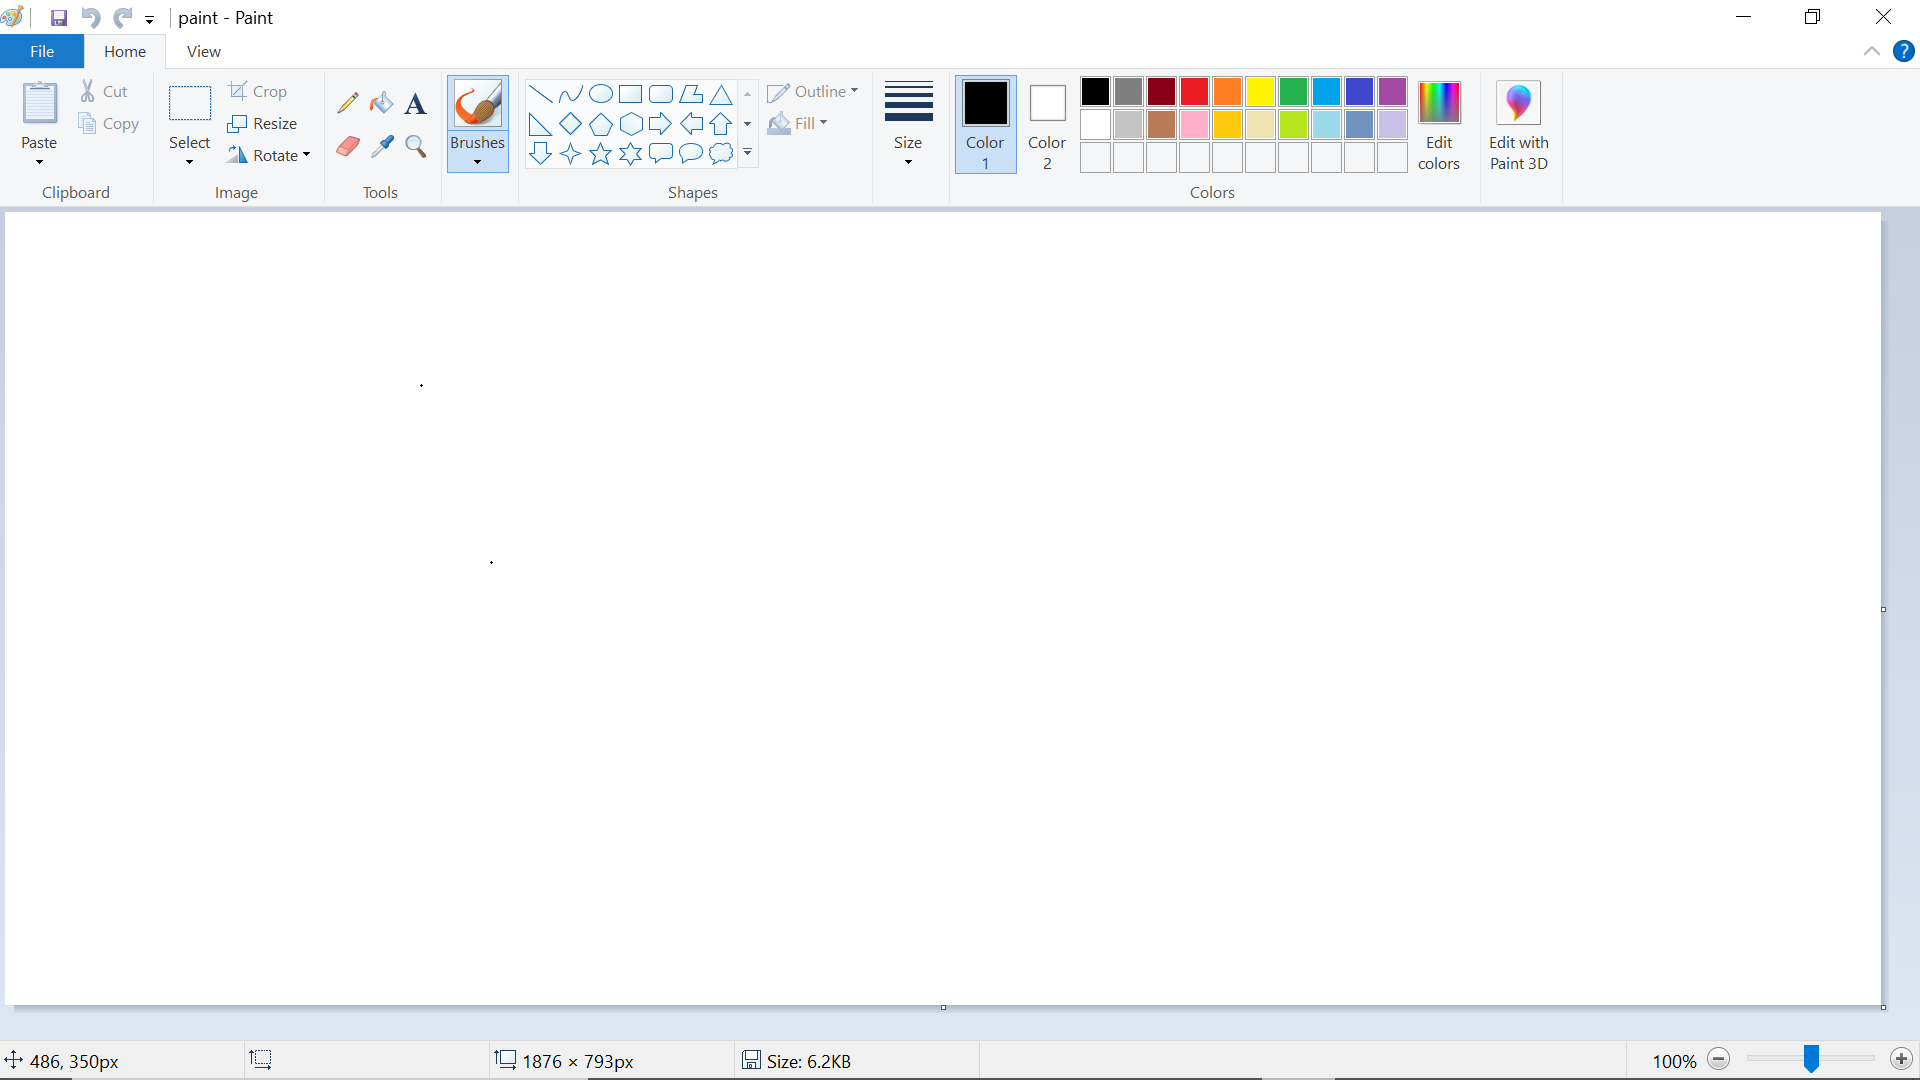 paint - Paint
File Home View
Paste
Cut
Copy
Clipboard
Select
Crop
Resize
Rotate
Image
A
Tools
Brushes
Outline
Fill
Shapes
Size
Color
1
Color
2
Edit
colors
Colors
Edit with
Paint 3D
?
486, 350px
1876 × 793px
Size: 6.2KB
100%